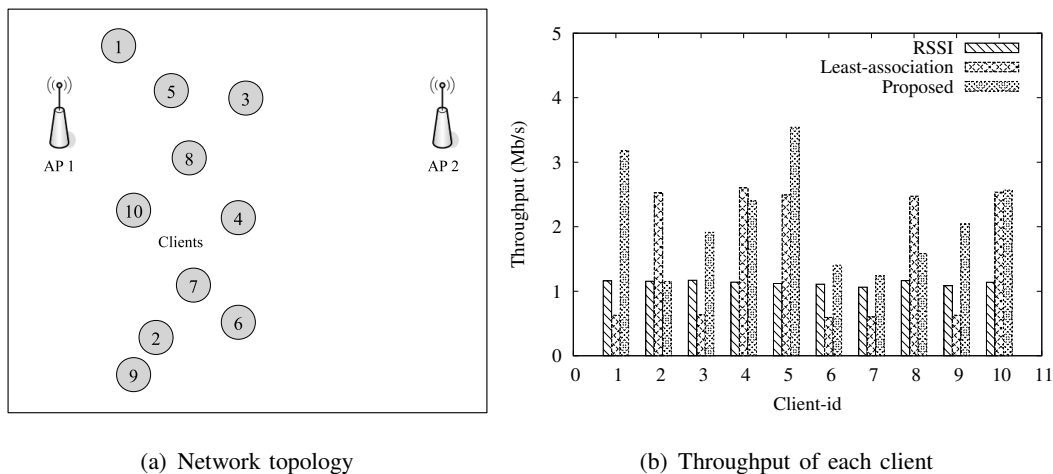 1
5
3
AP 1
AP 2
8
10
4
Clients
7
6
2
9
(a) Network topology
RSSI
Least-association
Proposed
Throughput (Mb/s)
5
4
3
2
1
0
0 1 2 3 4 5 6 7 8 9 10 11
Client-id
(b) Throughput of each client